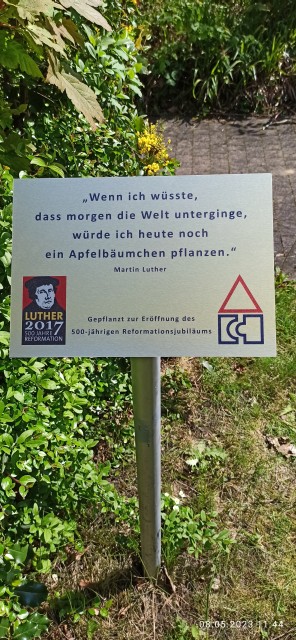 „Wenn ich wüsste,
dass morgen die Welt unterginge,
würde ich heute noch
ein Apfelbäumchen pflanzen.“
Martin Luther
LUTHER
2017
500 JAHRE
REFORMATION
Gepflanzt zur Eröffnung des
500-jährigen Reformationsjubiläums
08.05.2023 11:44